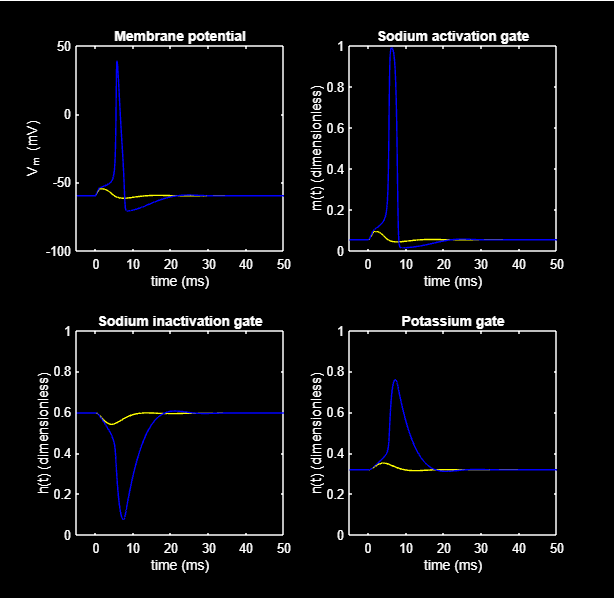 Membrane potential
50
0
-50
-100
Vm (mV)
0 10 20 30 40 50
time (ms)
Sodium activation gate
1
0.8
0.6
0.4
0.2
0
m(t) (dimensionless)
0 10 20 30 40 50
time (ms)
Sodium inactivation gate
1
0.8
0.6
0.4
0.2
0
h(t) (dimensionless)
0 10 20 30 40 50
time (ms)
Potassium gate
1
0.8
0.6
0.4
0.2
0
n(t) (dimensionless)
0 10 20 30 40 50
time (ms)